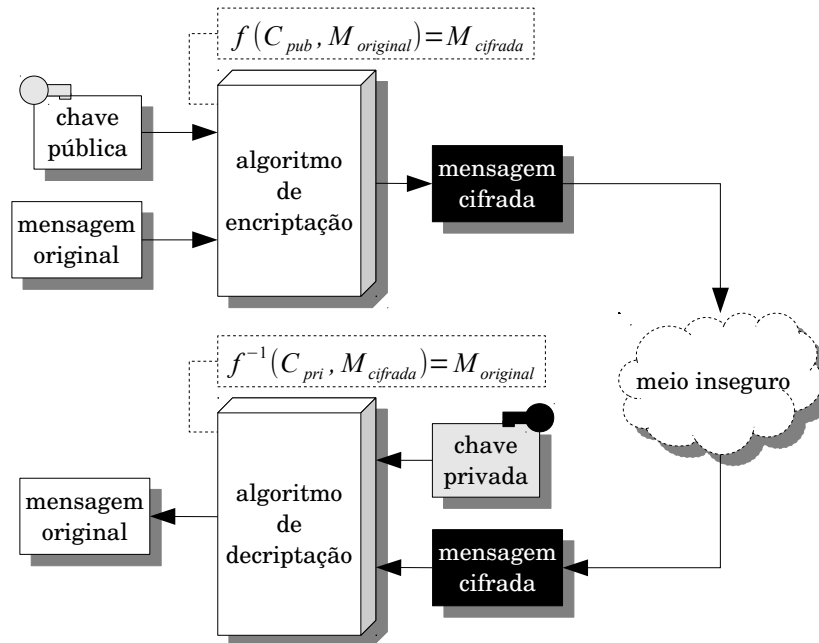 f(C_pub, M_original)=M_cifrada
chave
pública
algoritmo
de
encriptação
mensagem
cifrada
mensagem
original
f^-1(C_pri, M_cifrada)=M_original
meio inseguro
chave
privada
algoritmo
de
decriptação
mensagem
original
mensagem
cifrada